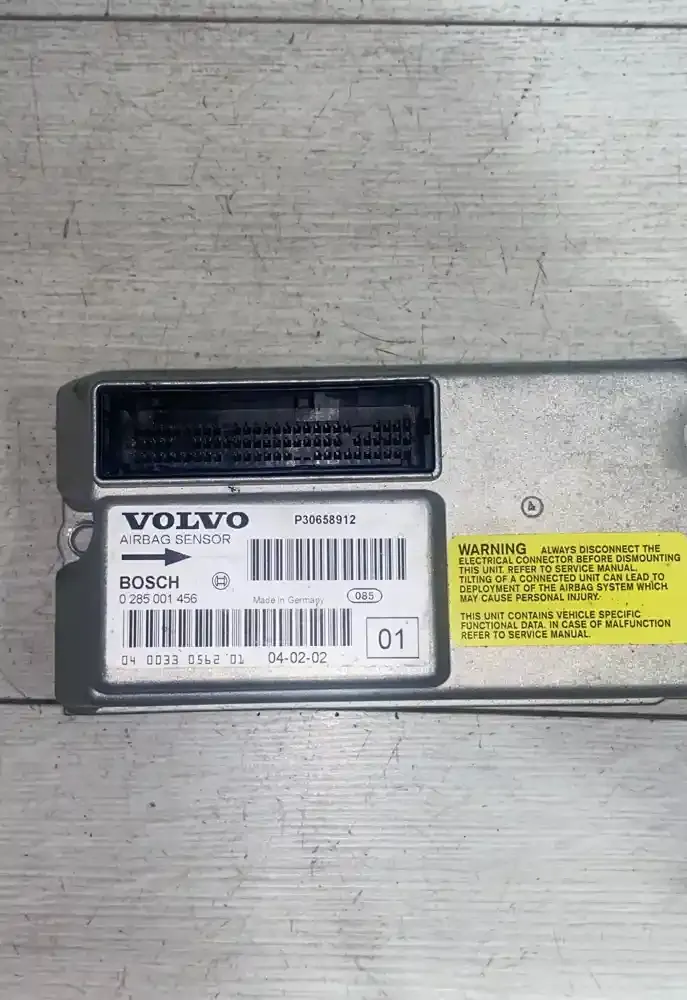 VOLVO
P30658912
AIRBAG SENSOR
BOSCH
0 285 001 456
Made in Germany
085
04 0033 0562 01
04-02-02
01
4
WARNING ALWAYS DISCONNECT THE
ELECTRICAL CONNECTOR BEFORE DISMOUNTING
THIS UNIT. REFER TO SERVICE MANUAL.
TILTING OF A CONNECTED UNIT CAN LEAD TO
DEPLOYMENT OF THE AIRBAG SYSTEM WHICH
MAY CAUSE PERSONAL INJURY.
THIS UNIT CONTAINS VEHICLE SPECIFIC
FUNCTIONAL DATA. IN CASE OF MALFUNCTION
REFER TO SERVICE MANUAL.